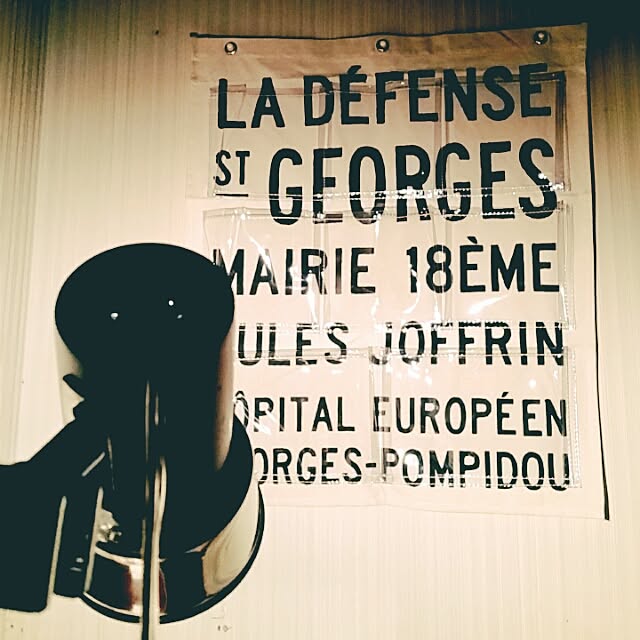 LA DÉFENSE
ST GEORGES
MAIRIE 18ÈME
ULES JOFFRIN
ÔPITAL EUROPÉEN
ORGES-POMPIDOU